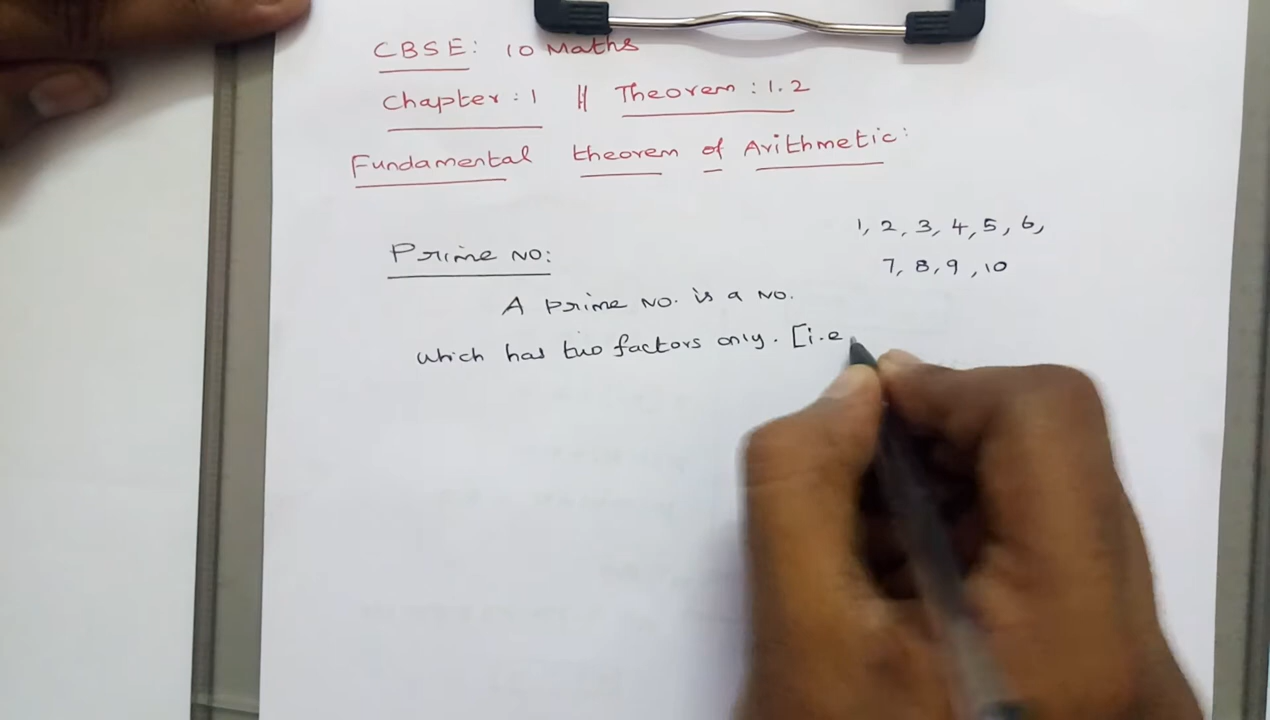 CBSE: 10 Maths
Chapter: 1 || Theorem: 1.2
Fundamental theorem of Arithmetic:
1, 2, 3, 4, 5, 6,
7, 8, 9, 10
Prime NO:
A Prime NO. is a NO.
which has two factors only. [i.e